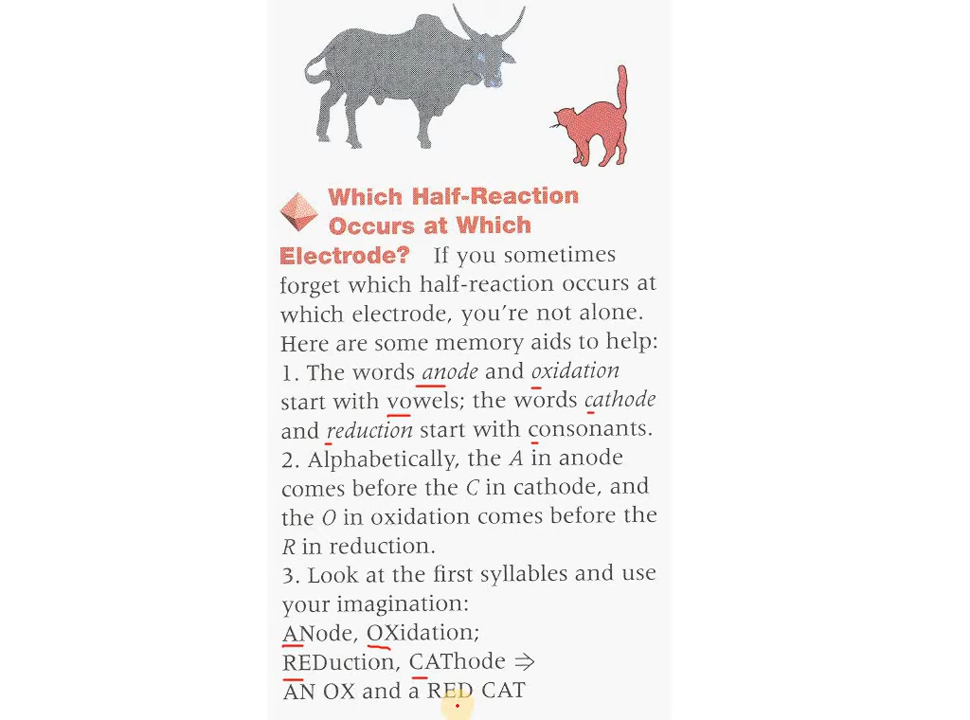 Which Half-Reaction
Occurs at Which
Electrode? If you sometimes
forget which half-reaction occurs at
which electrode, you're not alone.
Here are some memory aids to help:
1. The words anode and oxidation
start with vowels; the words cathode
and reduction start with consonants.
2. Alphabetically, the A in anode
comes before the C in cathode, and
the O in oxidation comes before the
R in reduction.
3. Look at the first syllables and use
your imagination:
ANode, OXidation;
REDuction, CAThode ⇒
AN OX and a RED CAT